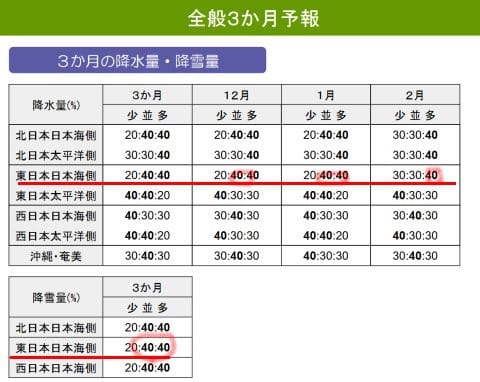 全般3か月予報
３か月の降水量・降雪量
降水量(%) 3か月 12月 1月 2月
少 並 多 少 並 多 少 並 多 少 並 多
北日本日本海側 20:40:40 20:40:40 20:40:40 30:30:40
北日本太平洋側 30:30:40 30:30:40 30:30:40 30:30:40
東日本日本海側 20:40:40 20:40:40 20:40:40 30:30:40
東日本太平洋側 40:40:20 40:30:30 40:40:20 40:30:30
西日本日本海側 40:30:30 40:30:30 40:30:30 40:30:30
西日本太平洋側 40:40:20 40:30:30 40:40:20 40:30:30
沖縄・奄美 30:40:30 30:40:30 30:40:30 30:40:30
降雪量(%) 3か月
少 並 多
北日本日本海側 20:40:40
東日本日本海側 20:40:40
西日本日本海側 20:40:40